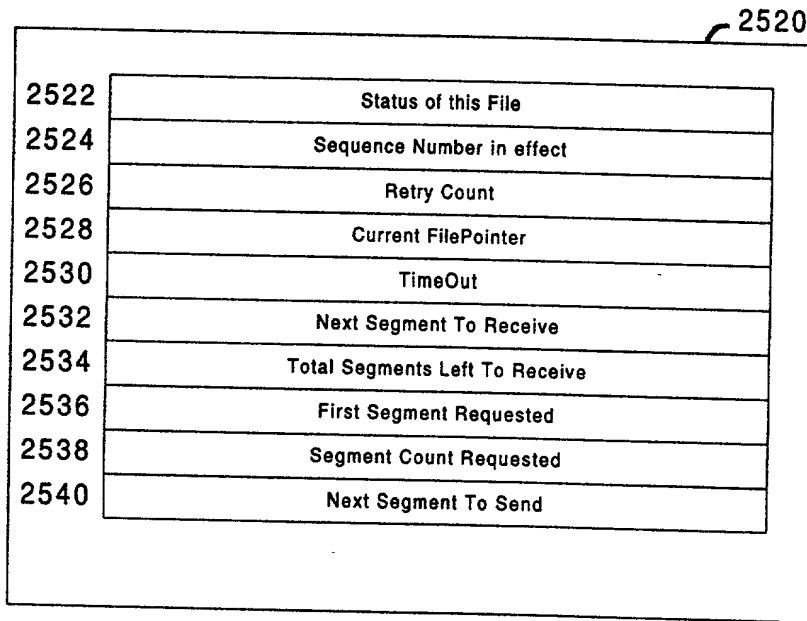 2520
2522 Status of this File
2524 Sequence Number in effect
2526 Retry Count
2528 Current FilePointer
2530 TimeOut
2532 Next Segment To Receive
2534 Total Segments Left To Receive
2536 First Segment Requested
2538 Segment Count Requested
2540 Next Segment To Send